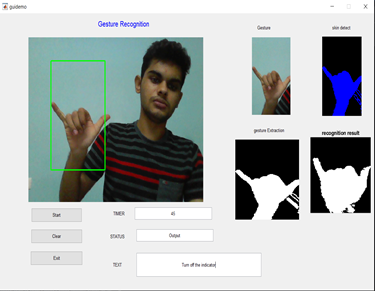 guidemo
Gesture Recognition
Gesture
skin detect
gesture Extraction
recognition result
Start
TIMER
40
Clear
STATUS
Output
Exit
TEXT
Turn off the indicator